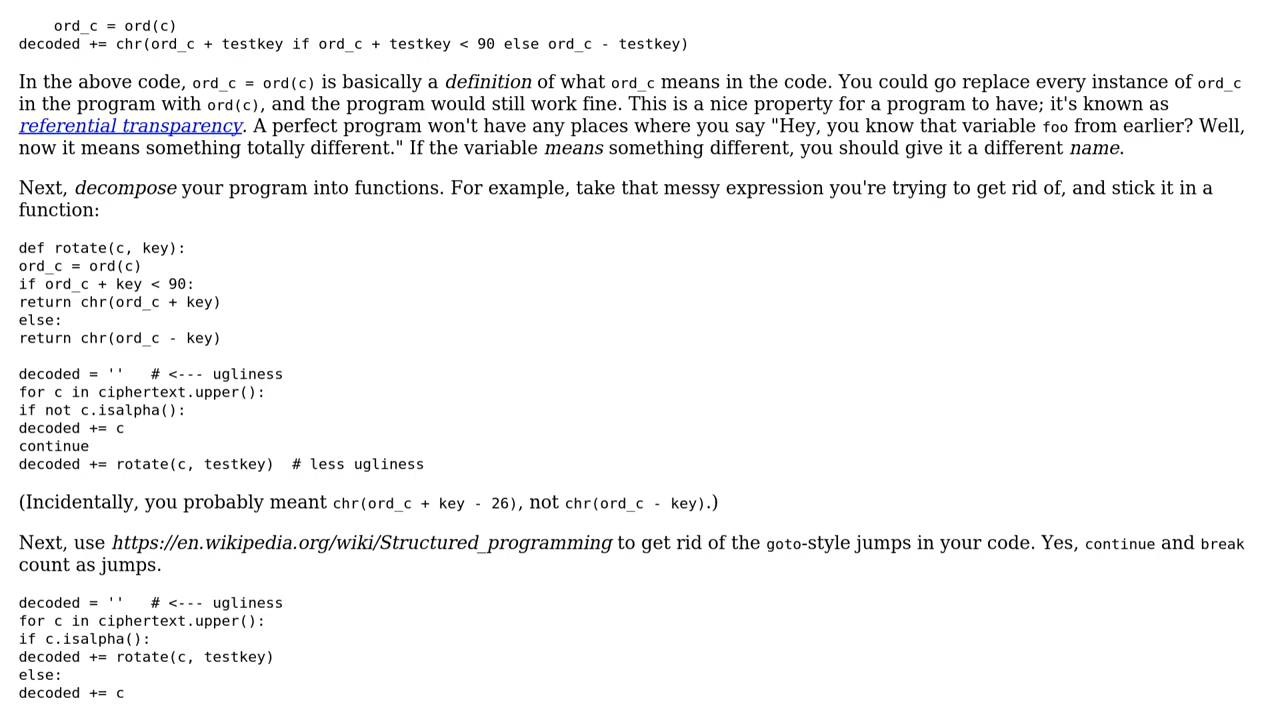 ord_c = ord(c)
decoded += chr(ord_c + testkey if ord_c + testkey < 90 else ord_c - testkey)
In the above code, ord_c = ord(c) is basically a definition of what ord_c means in the code. You could go replace every instance of ord_c
in the program with ord(c), and the program would still work fine. This is a nice property for a program to have; it's known as
referential transparency. A perfect program won't have any places where you say "Hey, you know that variable foo from earlier? Well,
now it means something totally different." If the variable means something different, you should give it a different name.
Next, decompose your program into functions. For example, take that messy expression you're trying to get rid of, and stick it in a
function:
def rotate(c, key):
ord_c = ord(c)
if ord_c + key < 90:
return chr(ord_c + key)
else:
return chr(ord_c - key)
decoded = ''   # <--- ugliness
for c in ciphertext.upper():
if not c.isalpha():
decoded += c
continue
decoded += rotate(c, testkey)  # less ugliness
(Incidentally, you probably meant chr(ord_c + key - 26), not chr(ord_c - key).)
Next, use https://en.wikipedia.org/wiki/Structured_programming to get rid of the goto-style jumps in your code. Yes, continue and break
count as jumps.
decoded = ''   # <--- ugliness
for c in ciphertext.upper():
if c.isalpha():
decoded += rotate(c, testkey)
else:
decoded += c